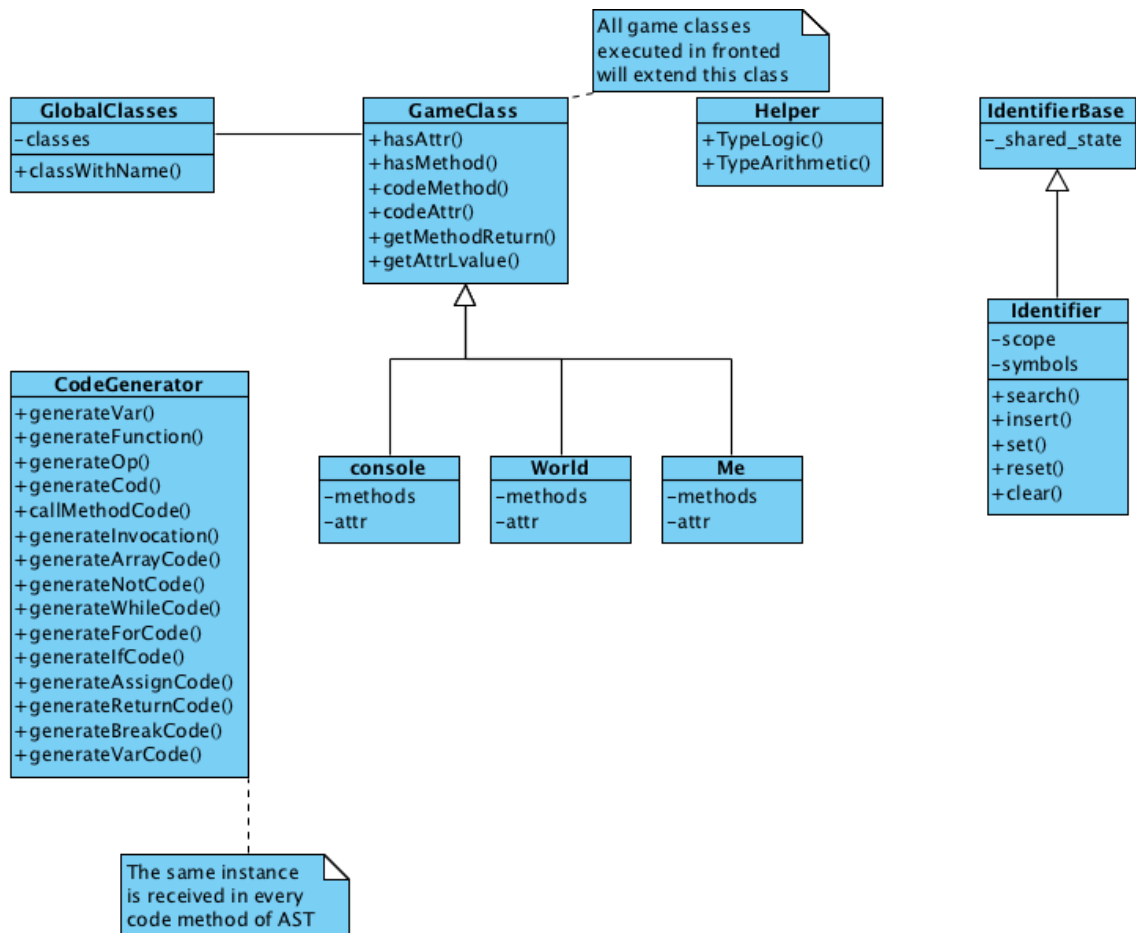 All game classes
executed in fronted
will extend this class
GlobalClasses
-classes
+classWithName()
GameClass
+hasAttr()
+hasMethod()
+codeMethod()
+codeAttr()
+getMethodReturn()
+getAttrLvalue()
Helper
+TypeLogic()
+TypeArithmetic()
IdentifierBase
-_shared_state
Identifier
-scope
-symbols
+search()
+insert()
+set()
+reset()
+clear()
CodeGenerator
+generateVar()
+generateFunction()
+generateOp()
+generateCod()
+callMethodCode()
+generateInvocation()
+generateArrayCode()
+generateNotCode()
+generateWhileCode()
+generateForCode()
+generateIfCode()
+generateAssignCode()
+generateReturnCode()
+generateBreakCode()
+generateVarCode()
console
-methods
-attr
World
-methods
-attr
Me
-methods
-attr
The same instance
is received in every
code method of AST